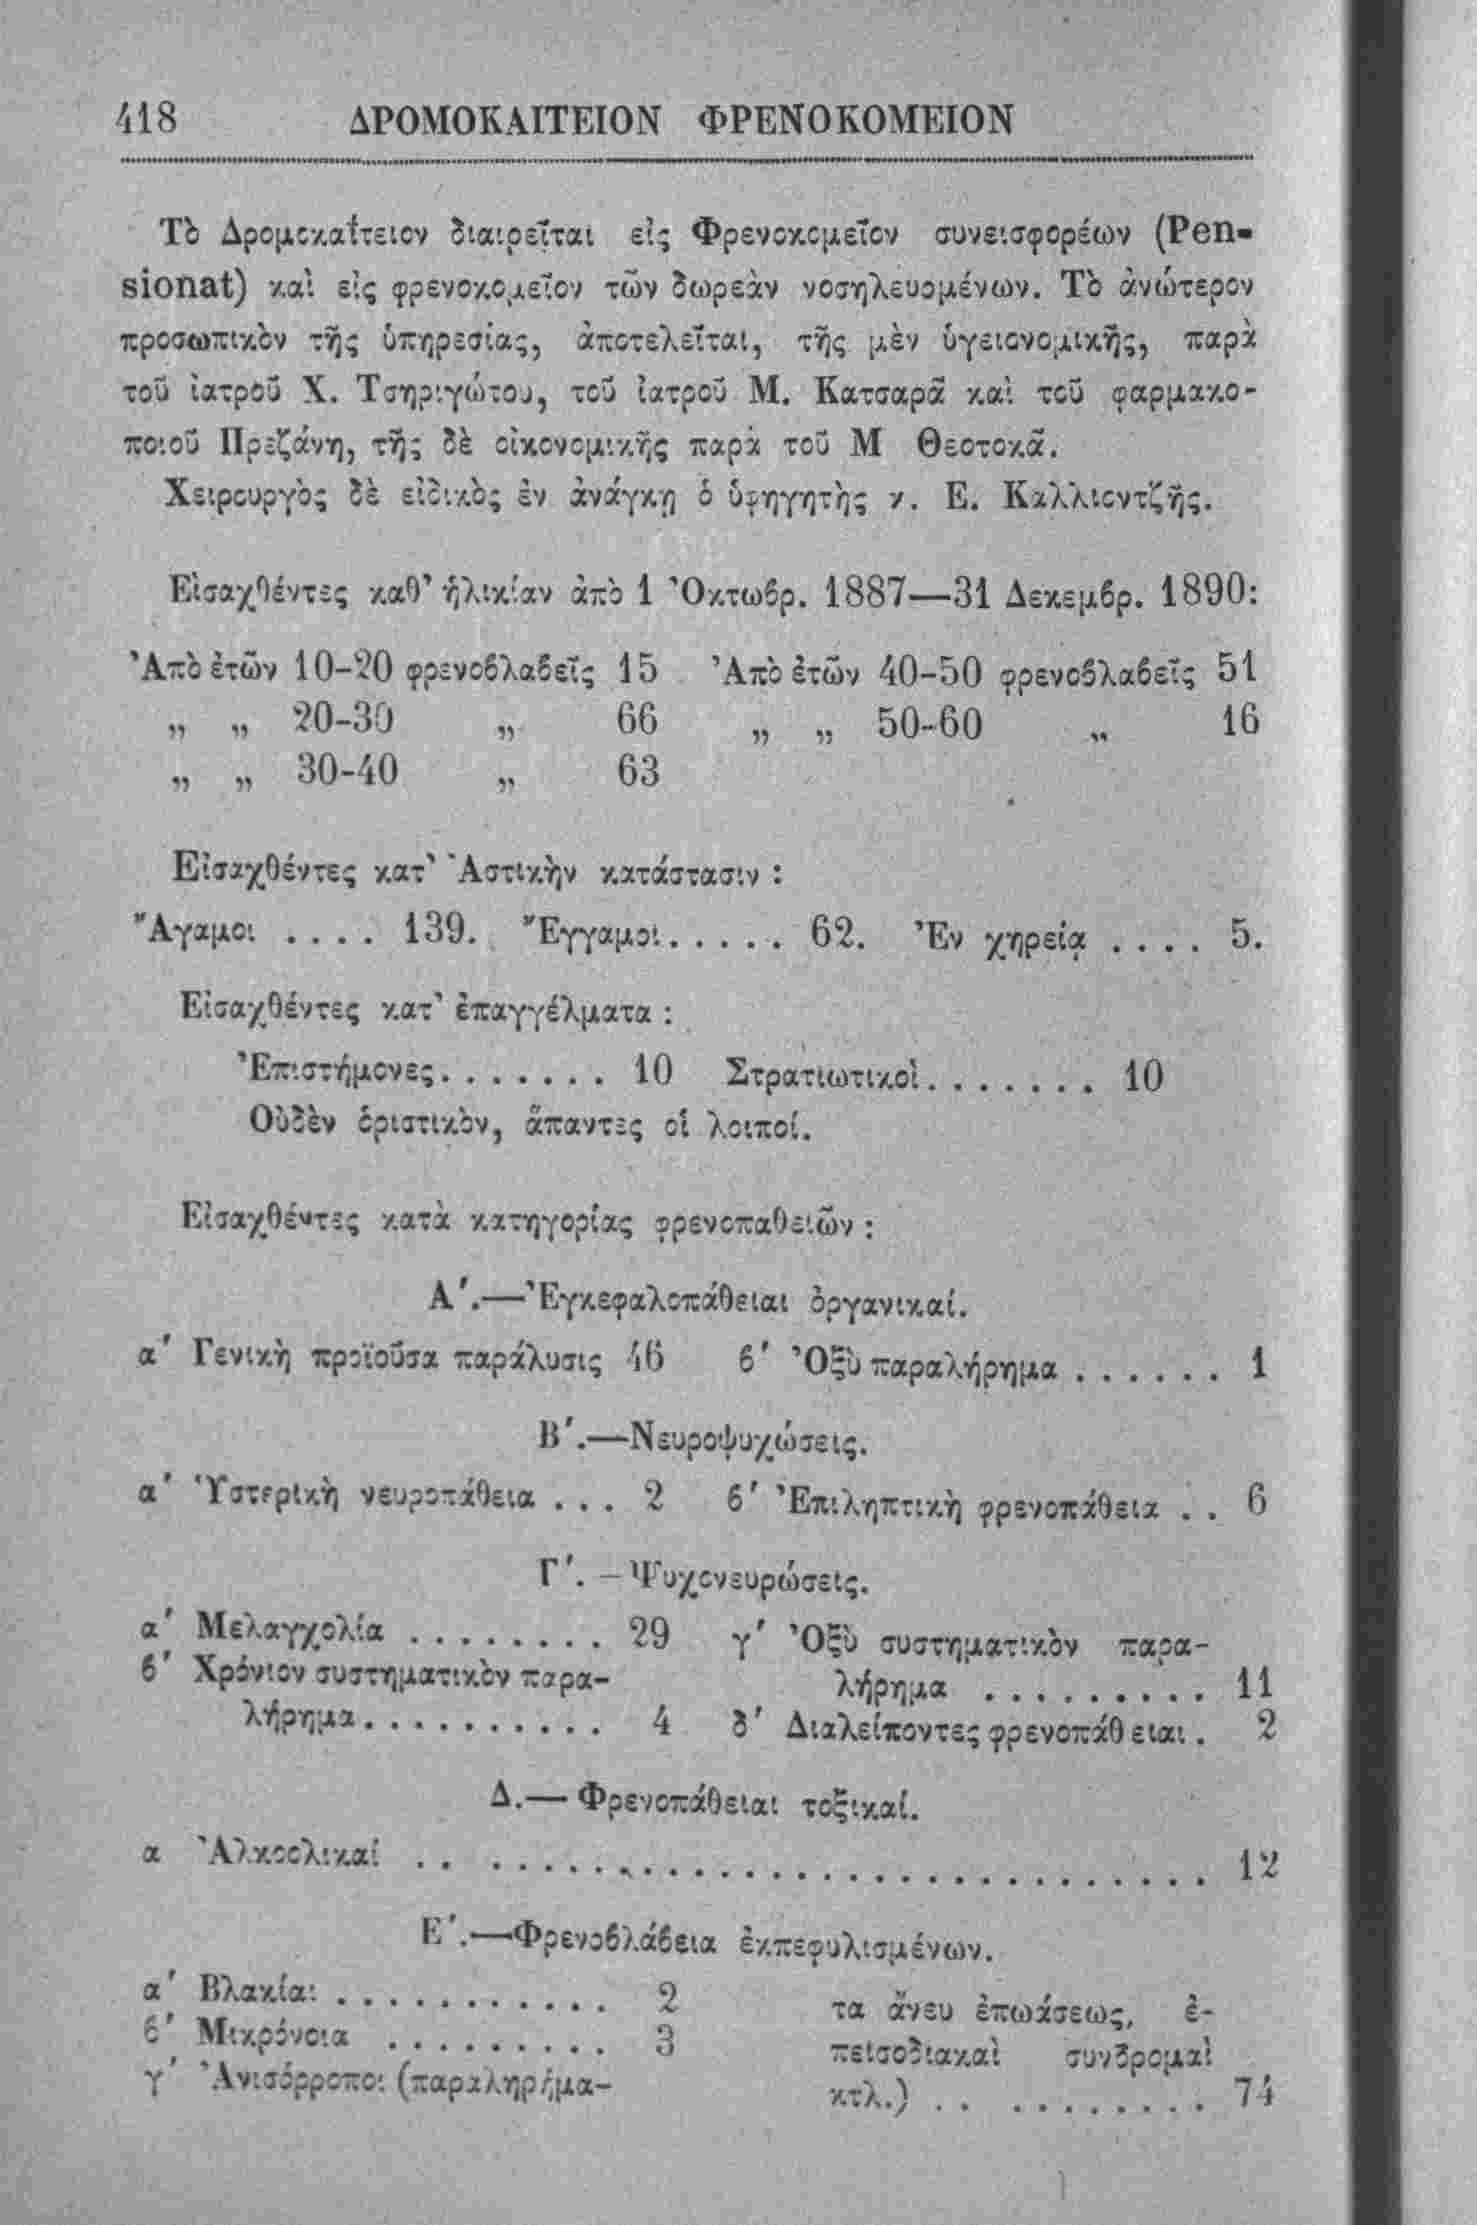 418 ΔΡΟΜΟΚΑΙΤΕΙΟΝ ΦΡΕΝΟΚΟΜΕΙΟΝ
Τὸ Δρομοκαΐτειον διαιρεῖται εἰς Φρενοκομεῖον συνεισφορέων (Pen-
sionat) καὶ εἰς φρενοκομεῖον τῶν δωρεὰν νοσηλευομένων. Τὸ ἀνώτερον
προσωπικὸν τῆς ὑπηρεσίας, ἀποτελεῖται, τῆς μὲν ὑγειονομικῆς, παρὰ
τοῦ ἰατροῦ Χ. Τσηριγώτου, τοῦ ἰατροῦ Μ. Κατσαρᾶ καὶ τοῦ φαρμακο-
ποιοῦ Πρεζάνη, τῆς δὲ οἰκονομικῆς παρὰ τοῦ Μ Θεοτοκᾶ.
Χειρουργὸς δὲ εἰδικὸς ἐν ἀνάγκῃ ὁ ὑφηγητὴς κ. Ε. Καλλιοντζῆς.
Εἰσαχθέντες καθ' ἡλικίαν ἀπὸ 1 Ὀκτωβρ. 1887—31 Δεκεμβρ. 1890:
Ἀπὸ ἐτῶν 10-20 φρενοβλαβεῖς 15 Ἀπὸ ἐτῶν 40-50 φρενοβλαβεῖς 51
„ „ 20-30 „ 66 „ „ 50-60 „ 16
„ „ 30-40 „ 63
Εἰσαχθέντες κατ' Ἀστικὴν κατάστασιν :
Ἄγαμοι .... 139. Ἔγγαμοι...... 62. Ἐν χηρείᾳ .... 5.
Εἰσαχθέντες κατ' ἐπαγγέλματα :
Ἐπιστήμονες....... 10 Στρατιωτικοὶ....... 10
Οὐδὲν ὁριστικὸν, ἅπαντες οἱ λοιποί.
Εἰσαχθέντες κατὰ κατηγορίας φρενοπαθειῶν :
Α'.—Ἐγκεφαλοπάθειαι ὀργανικαί.
α' Γενικὴ προϊοῦσα παράλυσις 46 β' Ὀξὺ παραλήρημα ...... 1
Β'.—Νευροψυχώσεις.
α' Ὑστερικὴ νευροπάθεια ... 2 β' Ἐπιληπτικὴ φρενοπάθεια .. 6
Γ'. – Ψυχονευρώσεις.
α' Μελαγχολία ........ 29 γ' Ὀξὺ συστηματικὸν παρα-
β' Χρόνιον συστηματικὸν παρα- λήρημα ......... 11
λήρημα.......... 4 δ' Διαλείποντες φρενοπάθειαι. 2
Δ.— Φρενοπάθειαι τοξικαί.
α Ἀλκοολικαί .. ............................ 12
Ε'.—Φρενοβλάβεια ἐκπεφυλισμένων.
α' Βλακίαι ........... 2 τα ἄνευ ἐπωάσεως, ἐ-
β' Μικρόνοια ......... 3 πεισοδιακαὶ συνδρομαὶ
γ' Ἀνισόρροποι (παραληρήμα- κτλ.) .. ........ 74